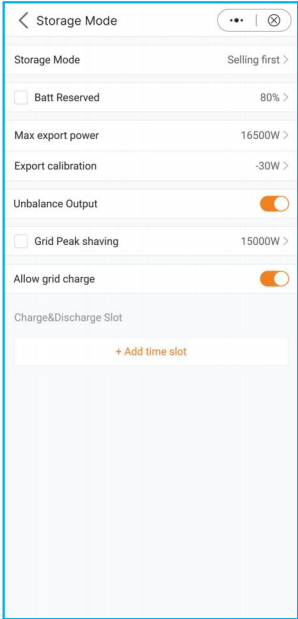 Storage Mode
Storage Mode Selling first
Batt Reserved 80%
Max export power 16500W
Export calibration -30W
Unbalance Output
Grid Peak shaving 15000W
Allow grid charge
Charge&Discharge Slot
+ Add time slot